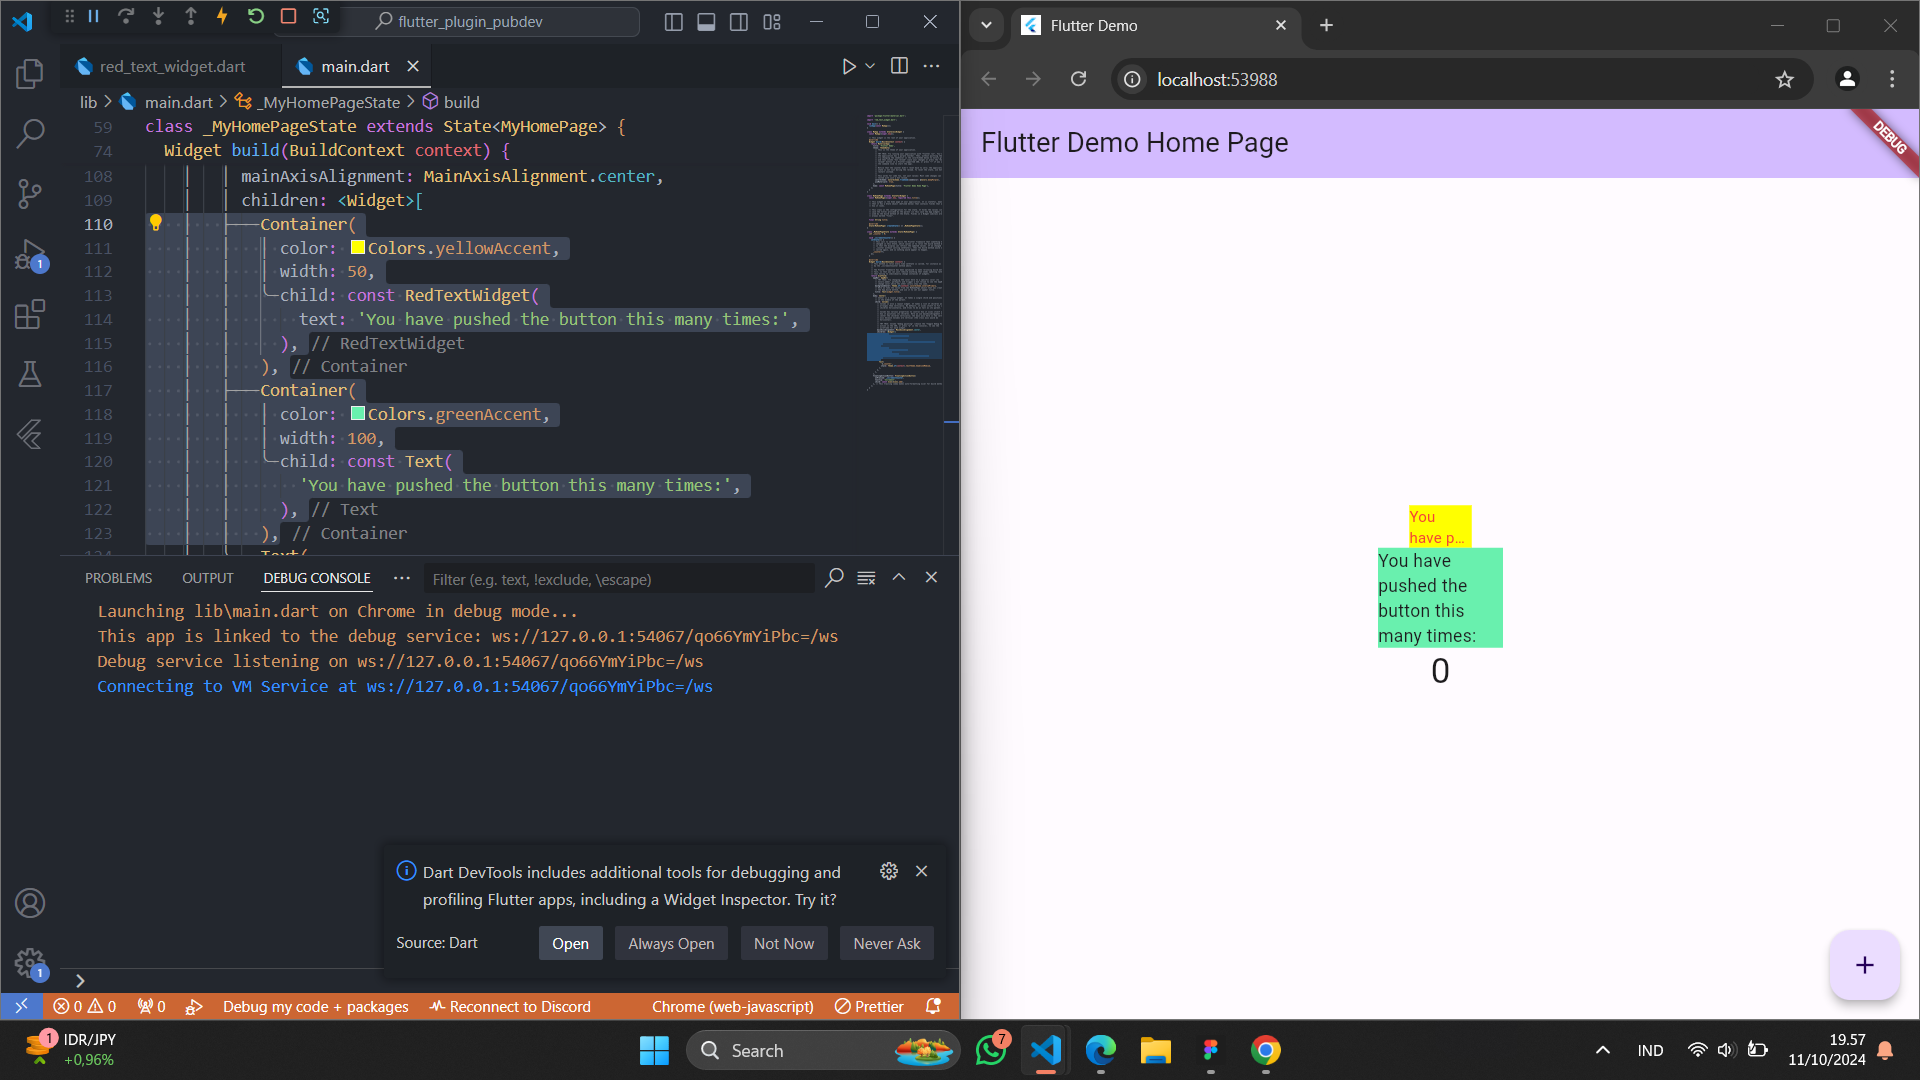 flutter_plugin_pubdev
red_text_widget.dart
main.dart
lib > main.dart > _MyHomePageState > build
59 class _MyHomePageState extends State<MyHomePage> {
74 Widget build(BuildContext context) {
108 mainAxisAlignment: MainAxisAlignment.center,
109 children: <Widget>[
110 Container(
111 color: Colors.yellowAccent,
112 width: 50,
113 child: const RedTextWidget(
114 text: 'You have pushed the button this many times:',
115 ), // RedTextWidget
116 ), // Container
117 Container(
118 color: Colors.greenAccent,
119 width: 100,
120 child: const Text(
121 'You have pushed the button this many times:',
122 ), // Text
123 ), // Container
PROBLEMS OUTPUT DEBUG CONSOLE ··· Filter (e.g. text, !exclude, \escape)
Launching lib\main.dart on Chrome in debug mode...
This app is linked to the debug service: ws://127.0.0.1:54067/qo66YmYiPbc=/ws
Debug service listening on ws://127.0.0.1:54067/qo66YmYiPbc=/ws
Connecting to VM Service at ws://127.0.0.1:54067/qo66YmYiPbc=/ws
Dart DevTools includes additional tools for debugging and
profiling Flutter apps, including a Widget Inspector. Try it?
Source: Dart
Open
Always Open
Not Now
Never Ask
1
1
0 0 0 Debug my code + packages Reconnect to Discord Chrome (web-javascript) Prettier
Flutter Demo
localhost:53988
Flutter Demo Home Page
DEBUG
You
have p...
You have
pushed the
button this
many times:
0
+
1
IDR/JPY
+0,96%
Search
7
IND
19.57
11/10/2024